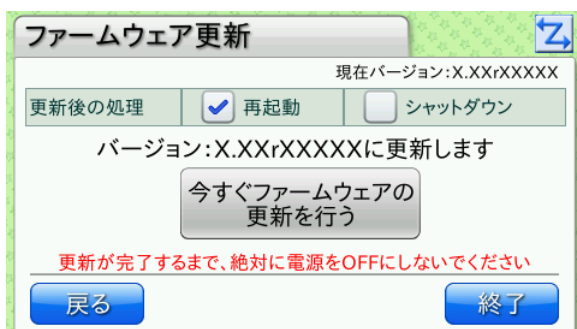 ファームウェア更新
現在バージョン:X.XXrXXXXX
更新後の処理 再起動 シャットダウン
バージョン:X.XXrXXXXXに更新します
今すぐファームウェアの
更新を行う
更新が完了するまで、絶対に電源をOFFにしないでください
戻る 終了